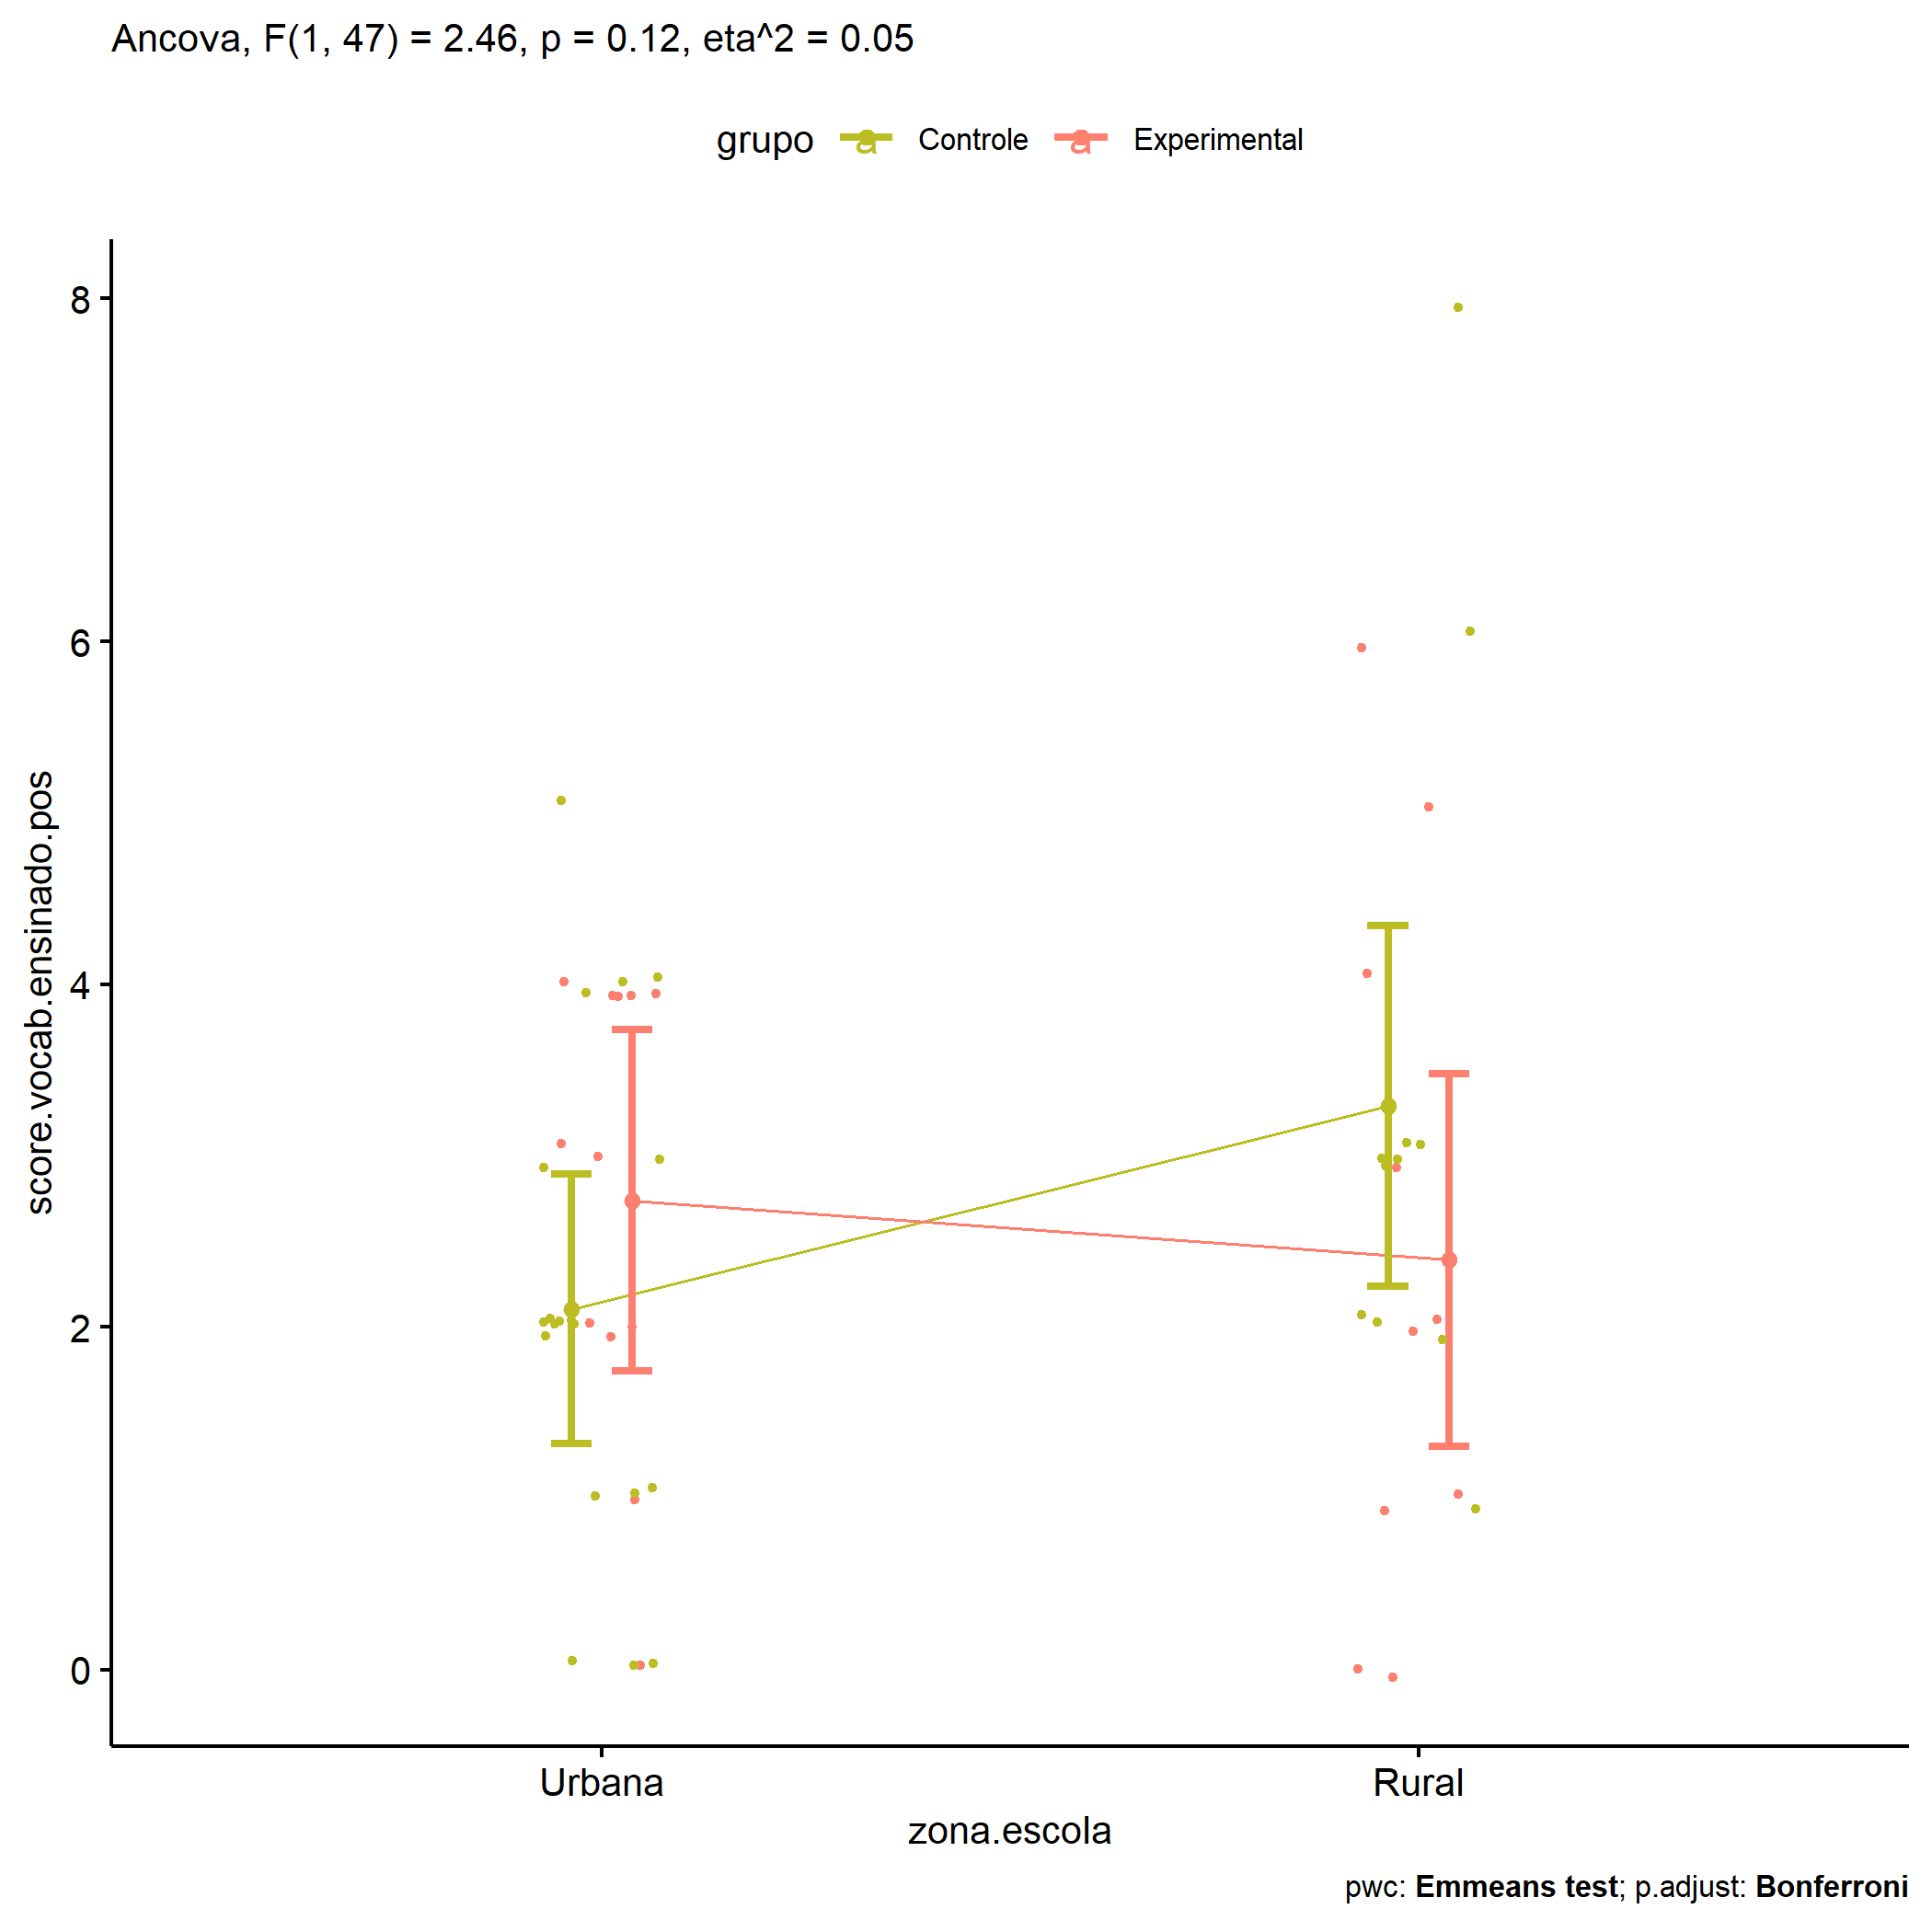 Ancova, F(1, 47) = 2.46, p = 0.12, eta^2 = 0.05
grupo a Controle a Experimental
8
6
4
2
0
score.vocab.ensinado.pos
Urbana Rural
zona.escola
pwc: Emmeans test; p.adjust: Bonferroni